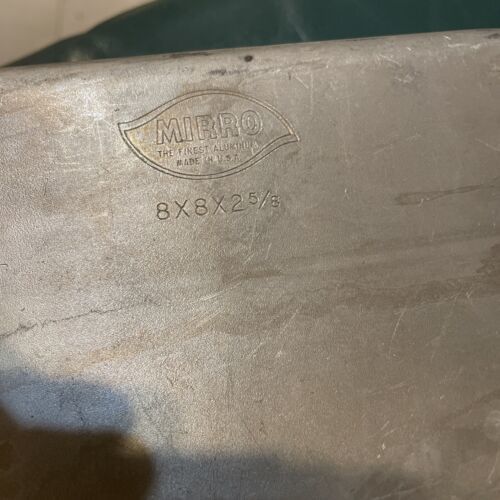 MIRRO
THE FINEST ALUMINUM
MADE IN U.S.A.
8X8X2 5/8